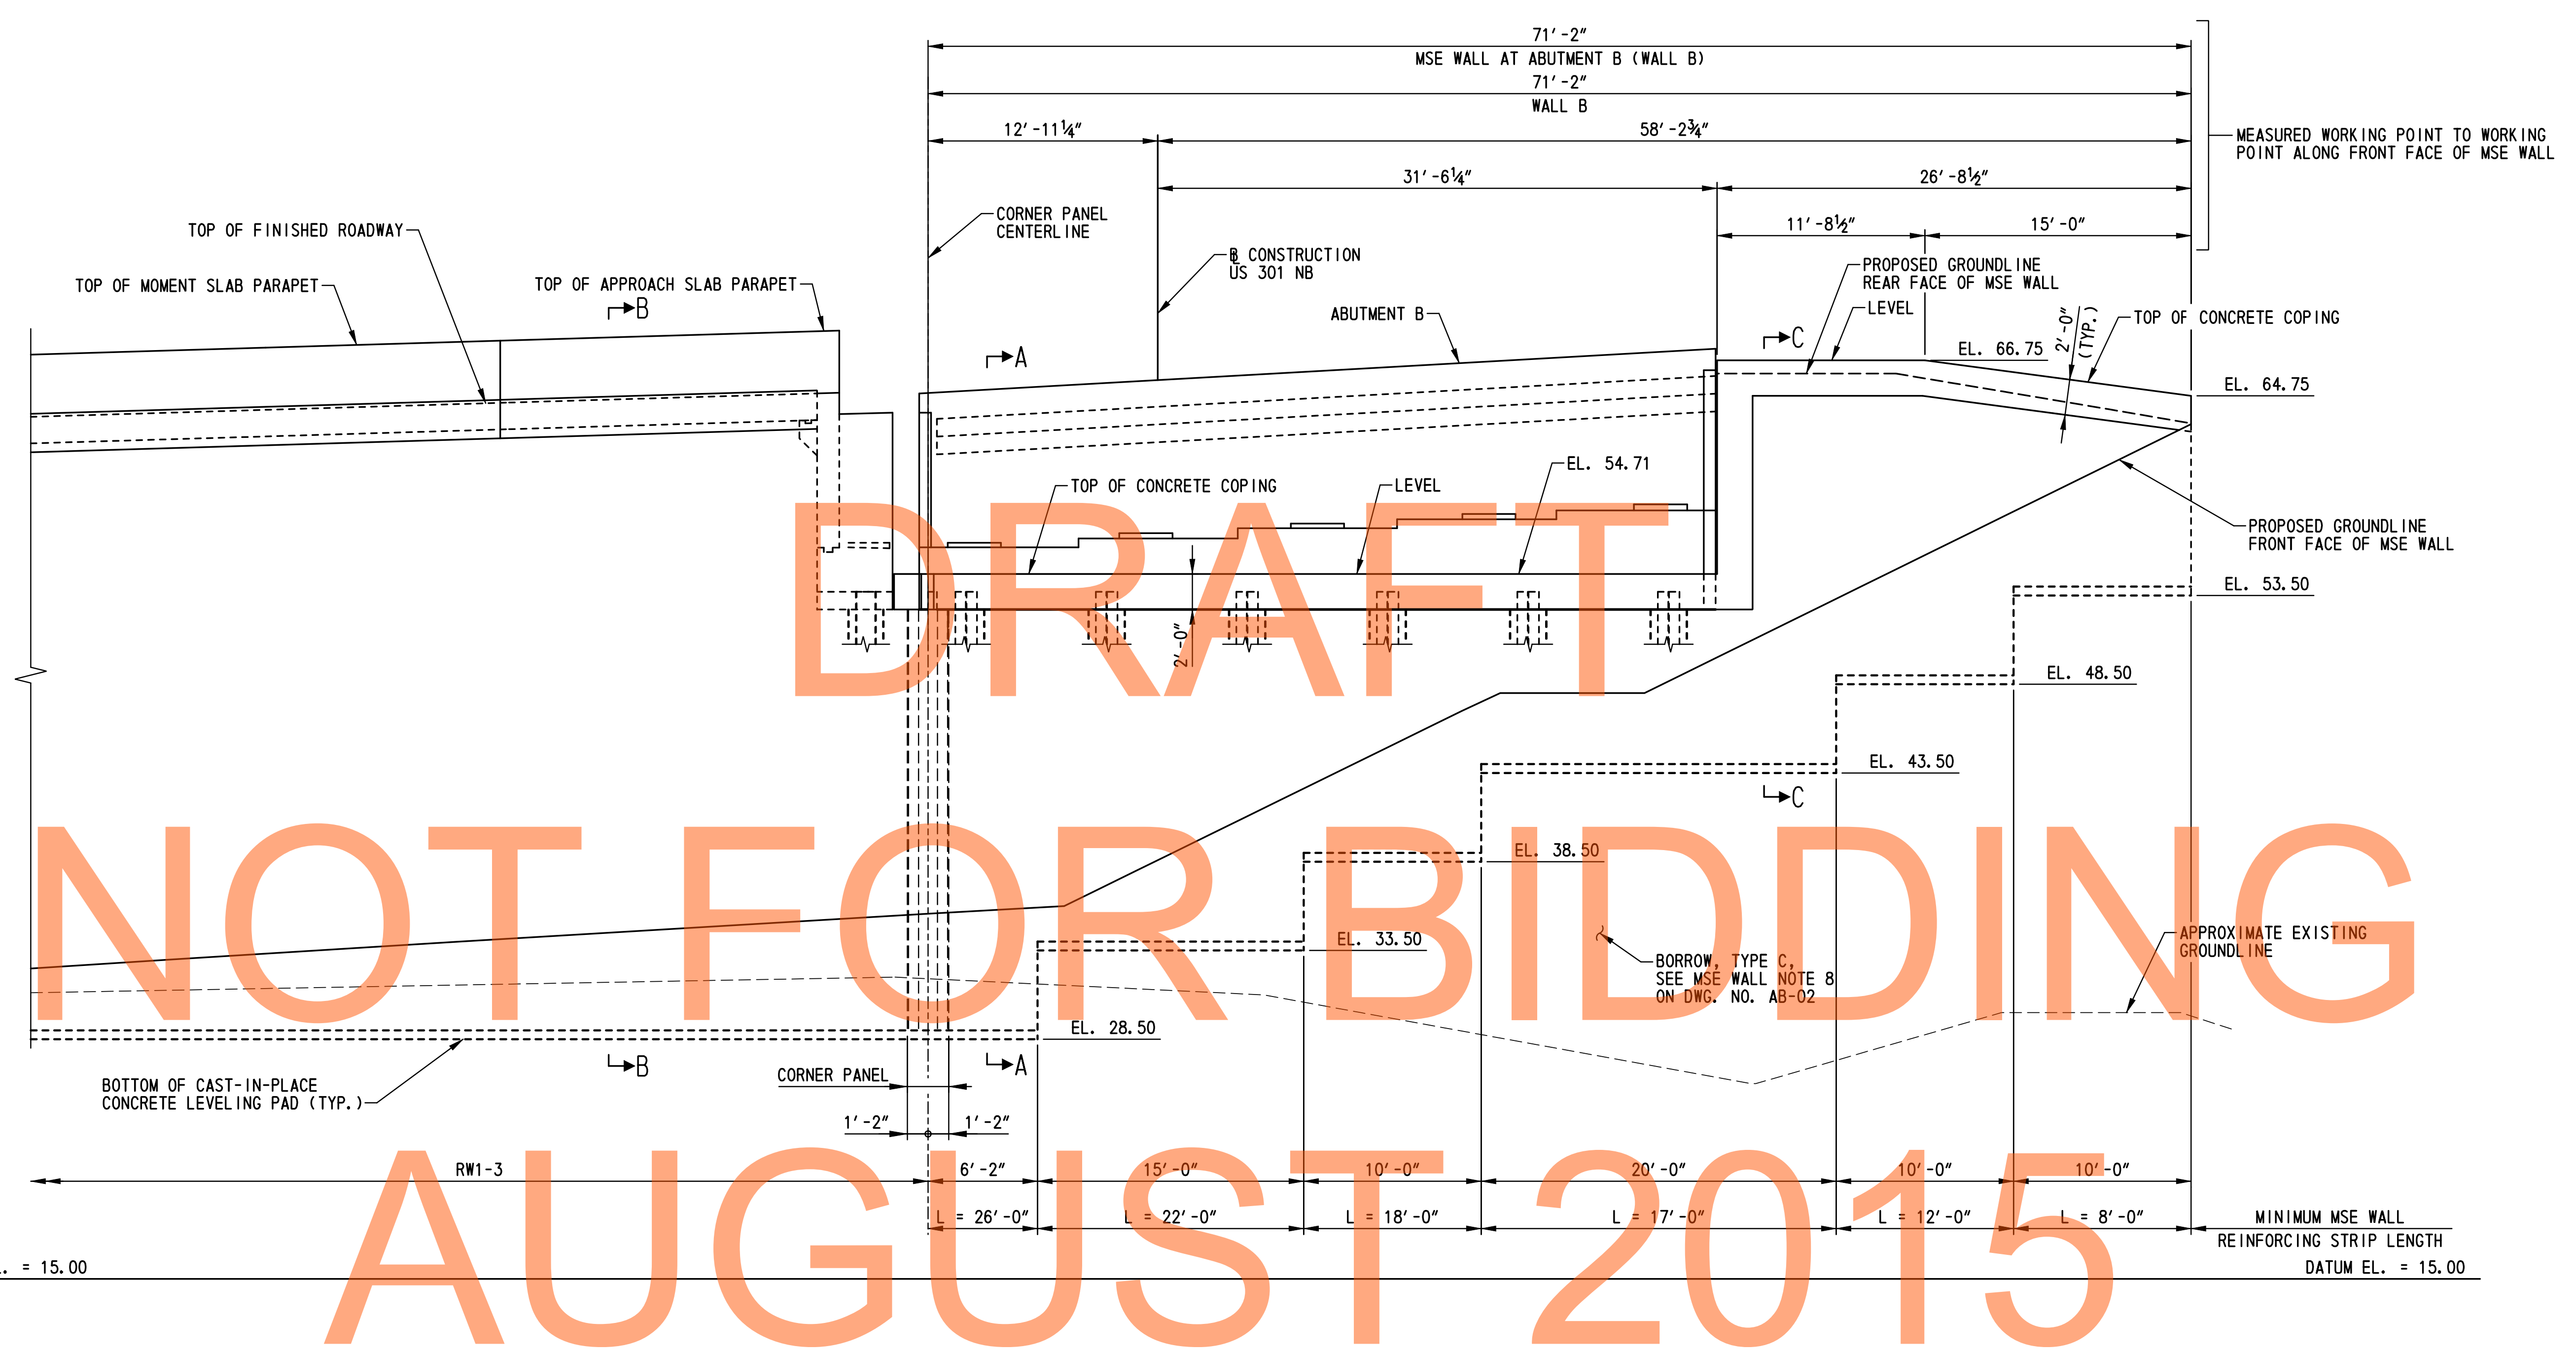 71'-2"
MSE WALL AT ABUTMENT B (WALL B)
71'-2"
WALL B
12'-11¼"
58'-2¾"
MEASURED WORKING POINT TO WORKING
POINT ALONG FRONT FACE OF MSE WALL
31'-6¼"
26'-8½"
CORNER PANEL
CENTERLINE
11'-8½"
15'-0"
TOP OF FINISHED ROADWAY
BL CONSTRUCTION
US 301 NB
PROPOSED GROUNDLINE
REAR FACE OF MSE WALL
TOP OF MOMENT SLAB PARAPET
TOP OF APPROACH SLAB PARAPET
B
ABUTMENT B
LEVEL
2'-0"
(TYP.)
TOP OF CONCRETE COPING
A
C
EL. 66.75
EL. 64.75
EL. 54.71
TOP OF CONCRETE COPING
LEVEL
DRAFT
PROPOSED GROUNDLINE
FRONT FACE OF MSE WALL
EL. 53.50
2'-0"
EL. 48.50
EL. 43.50
C
NOT FOR BIDDING
EL. 38.50
EL. 33.50
APPROXIMATE EXISTING
GROUNDLINE
BORROW, TYPE C,
SEE MSE WALL NOTE 8
ON DWG. NO. AB-02
EL. 28.50
B
A
CORNER PANEL
BOTTOM OF CAST-IN-PLACE
CONCRETE LEVELING PAD (TYP.)
1'-2"
1'-2"
AUGUST 2015
RW1-3
6'-2"
15'-0"
10'-0"
20'-0"
10'-0"
10'-0"
L = 26'-0"
L = 22'-0"
L = 18'-0"
L = 17'-0"
L = 12'-0"
L = 8'-0"
MINIMUM MSE WALL
REINFORCING STRIP LENGTH
. = 15.00
DATUM EL. = 15.00